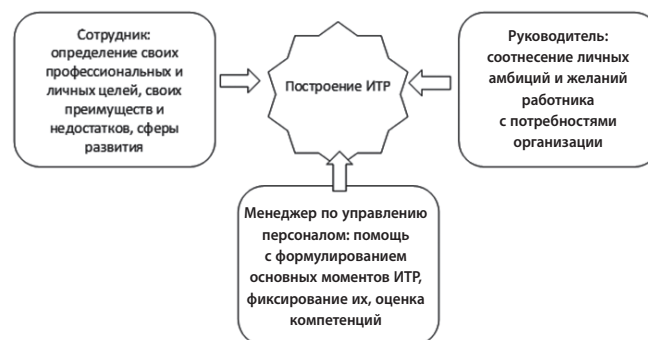 Сотрудник:
определение своих
профессиональных и
личных целей, своих
преимуществ и
недостатков, сферы
развития
Построение ИТР
Руководитель:
соотнесение личных
амбиций и желаний
работника
с потребностями
организации
Менеджер по управлению
персоналом: помощь
с формулированием
основных моментов ИТР,
фиксирование их, оценка
компетенций